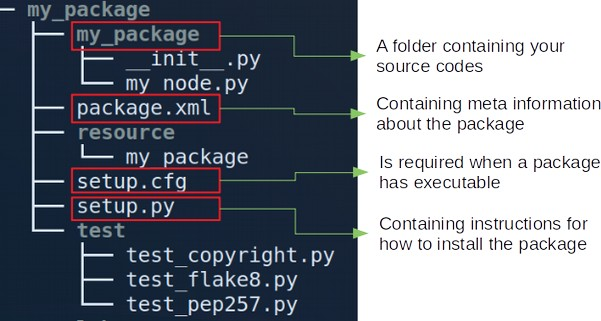 my_package
my_package
__init__.py
my_node.py
package.xml
resource
my_package
setup.cfg
setup.py
test
test_copyright.py
test_flake8.py
test_pep257.py
A folder containing your
source codes
Containing meta information
about the package
Is required when a package
has executable
Containing instructions for
how to install the package